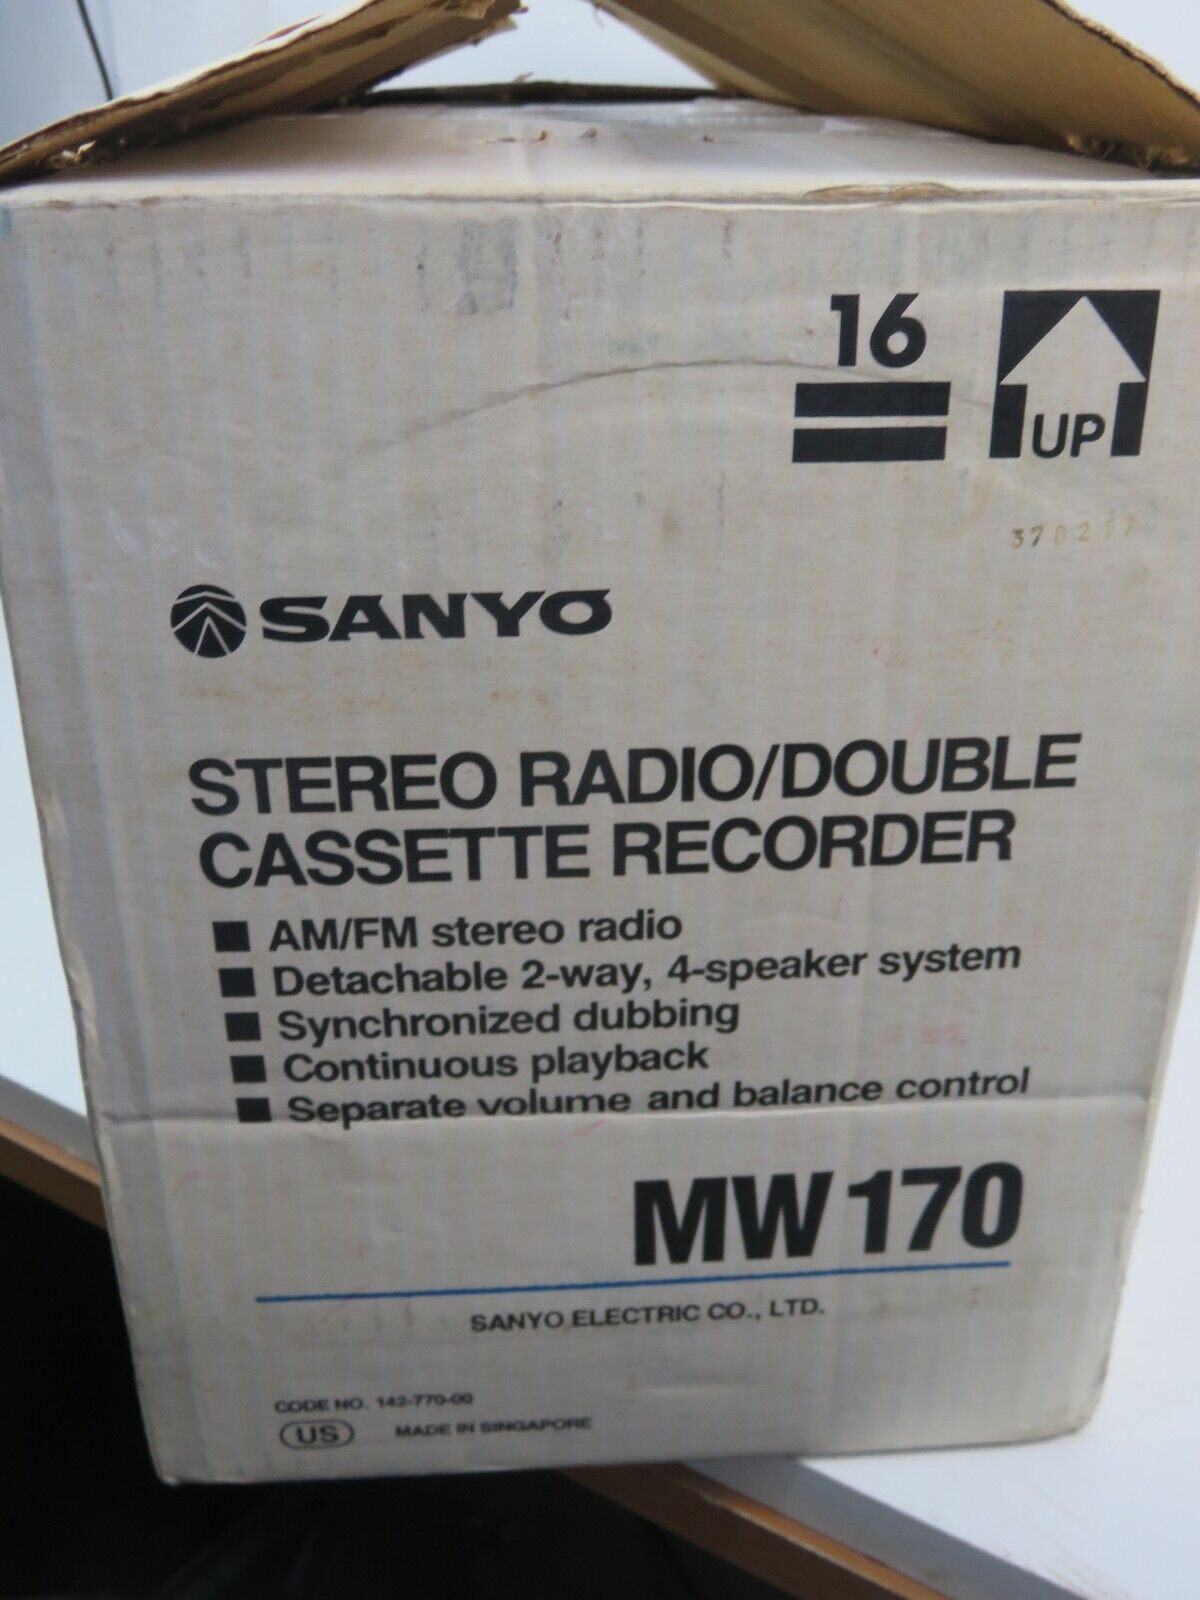 16
UP
SANYO
STEREO RADIO/DOUBLE
CASSETTE RECORDER
■ AM/FM stereo radio
■ Detachable 2-way, 4-speaker system
■ Synchronized dubbing
■ Continuous playback
■ Separate volume and balance control
MW 170
SANYO ELECTRIC CO., LTD.
CODE NO. 142-770-00
US MADE IN SINGAPORE